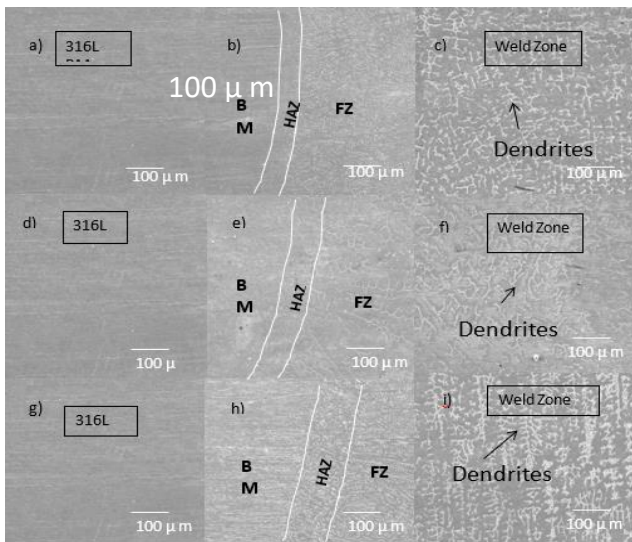 a)
316L
b)
c)
Weld Zone
100 µ m
B
M
HAZ
FZ
Dendrites
100 µ m
100 µ m
100 µ m
d)
316L
e)
f)
Weld Zone
B
M
HAZ
FZ
Dendrites
100 µ
100 µ m
100 µ m
g)
316L
h)
i)
Weld Zone
B
M
HAZ
FZ
Dendrites
100 µ m
100 µ m
100 µ m